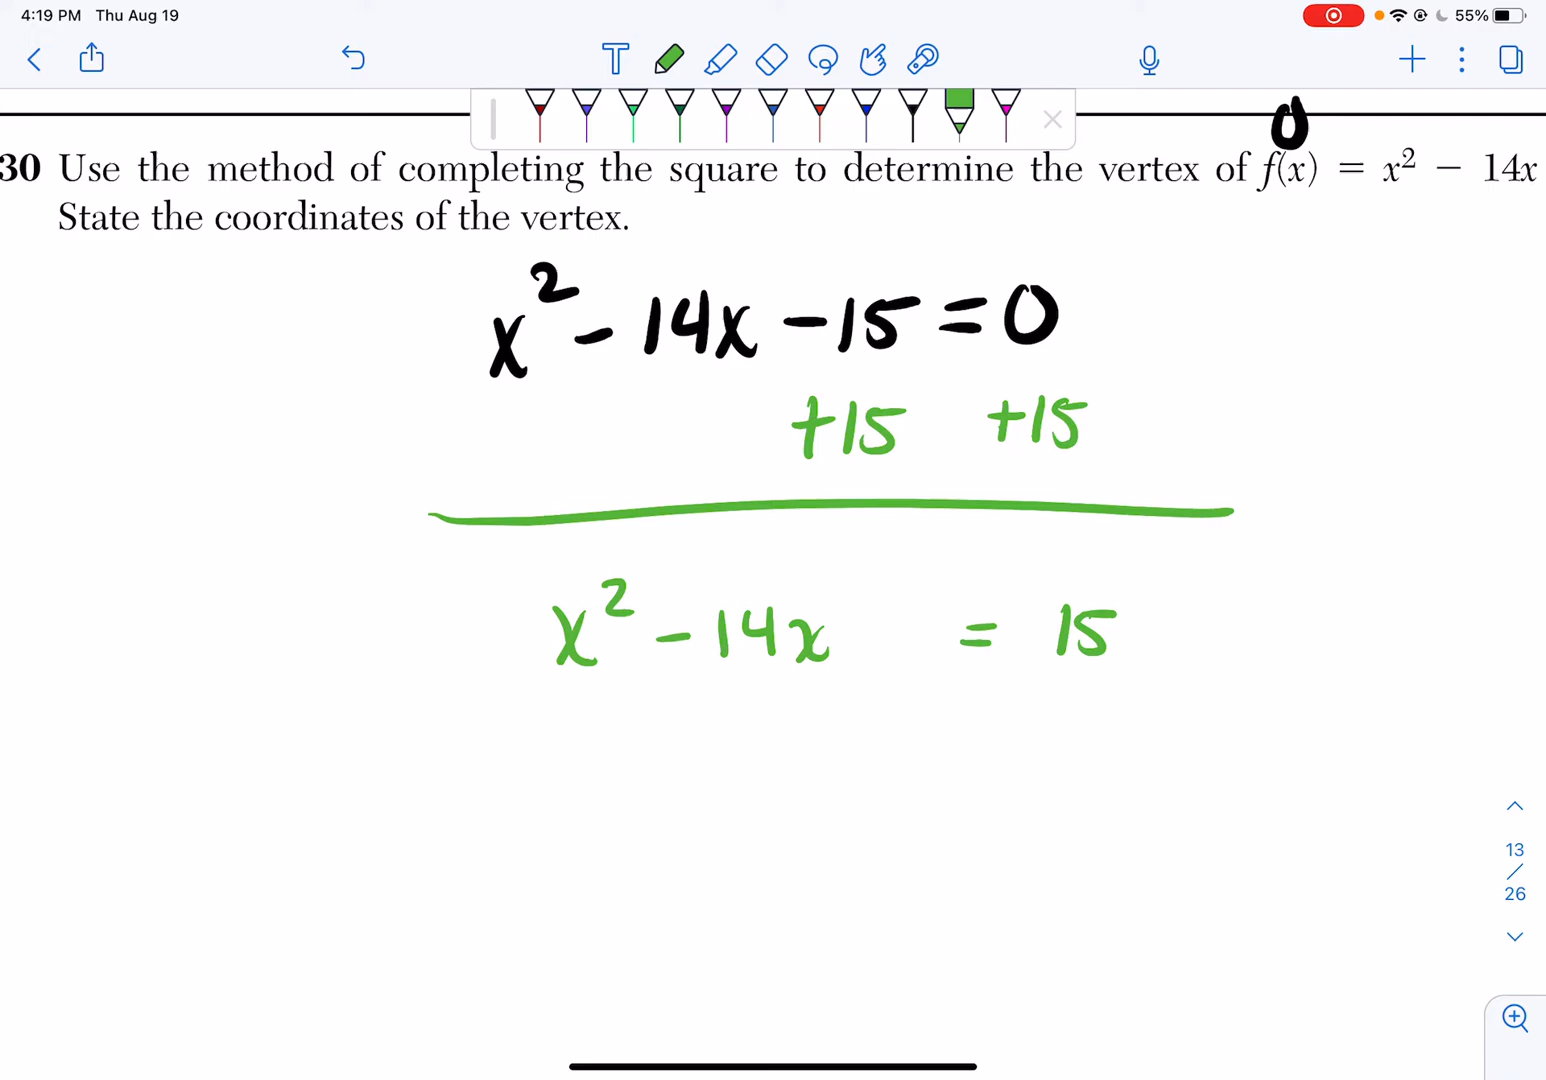 4:19 PM Thu Aug 19 55%
T
0
30 Use the method of completing the square to determine the vertex of f(x) = x² − 14x
State the coordinates of the vertex.
x² - 14x - 15 = 0
+15 +15
x² - 14x = 15
13
/
26